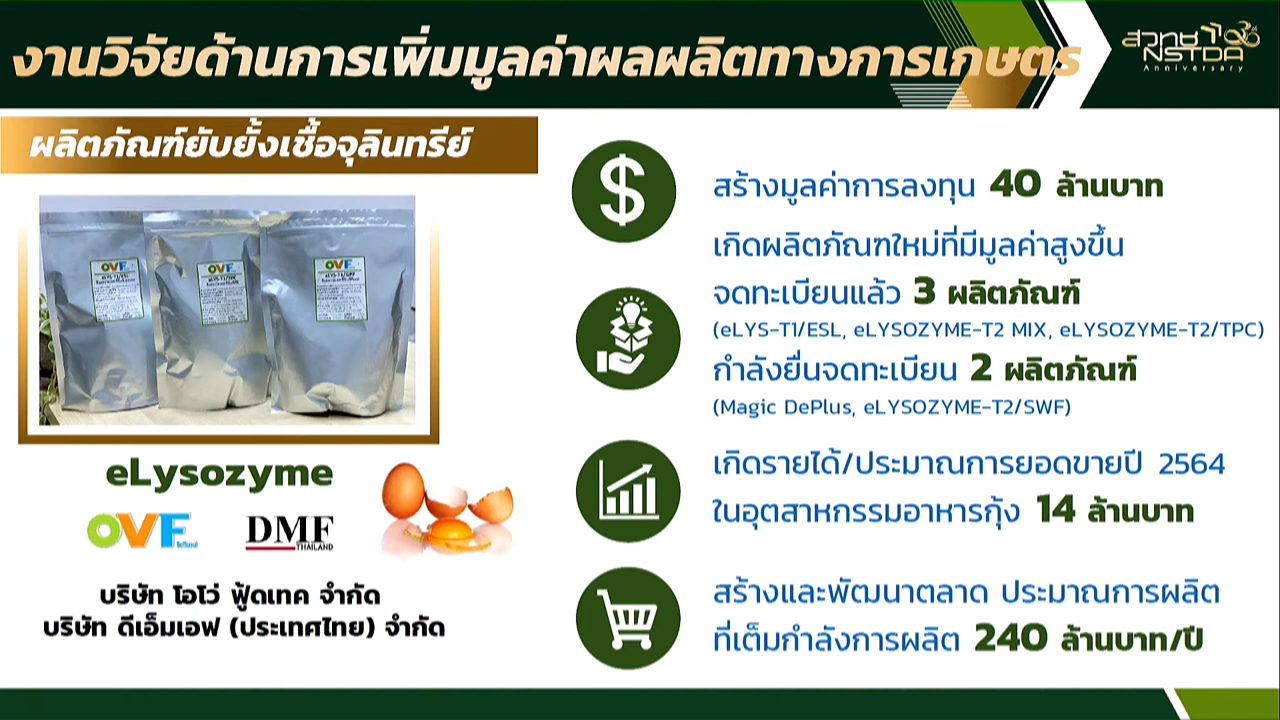 งานวิจัยด้านการเพิ่มมูลค่าผลผลิตทางการเกษตร
สวทช
NSTDA
Anniversary
ผลิตภัณฑ์ยับยั้งเชื้อจุลินทรีย์
OVF
OVF
OVF
eLysozyme
OVF
DMF
THAILAND
บริษัท โอโว่ ฟู้ดเทค จำกัด
บริษัท ดีเอ็มเอฟ (ประเทศไทย) จำกัด
สร้างมูลค่าการลงทุน 40 ล้านบาท
เกิดผลิตภัณฑใหม่ที่มีมูลค่าสูงขึ้น
จดทะเบียนแล้ว 3 ผลิตภัณฑ์
(eLYS-T1/ESL, eLYSOZYME-T2 MIX, eLYSOZYME-T2/TPC)
กำลังยื่นจดทะเบียน 2 ผลิตภัณฑ์
(Magic DePlus, eLYSOZYME-T2/SWF)
เกิดรายได้/ประมาณการยอดขายปี 2564
ในอุตสาหกรรมอาหารกุ้ง 14 ล้านบาท
สร้างและพัฒนาตลาด ประมาณการผลิต
ที่เต็มกำลังการผลิต 240 ล้านบาท/ปี